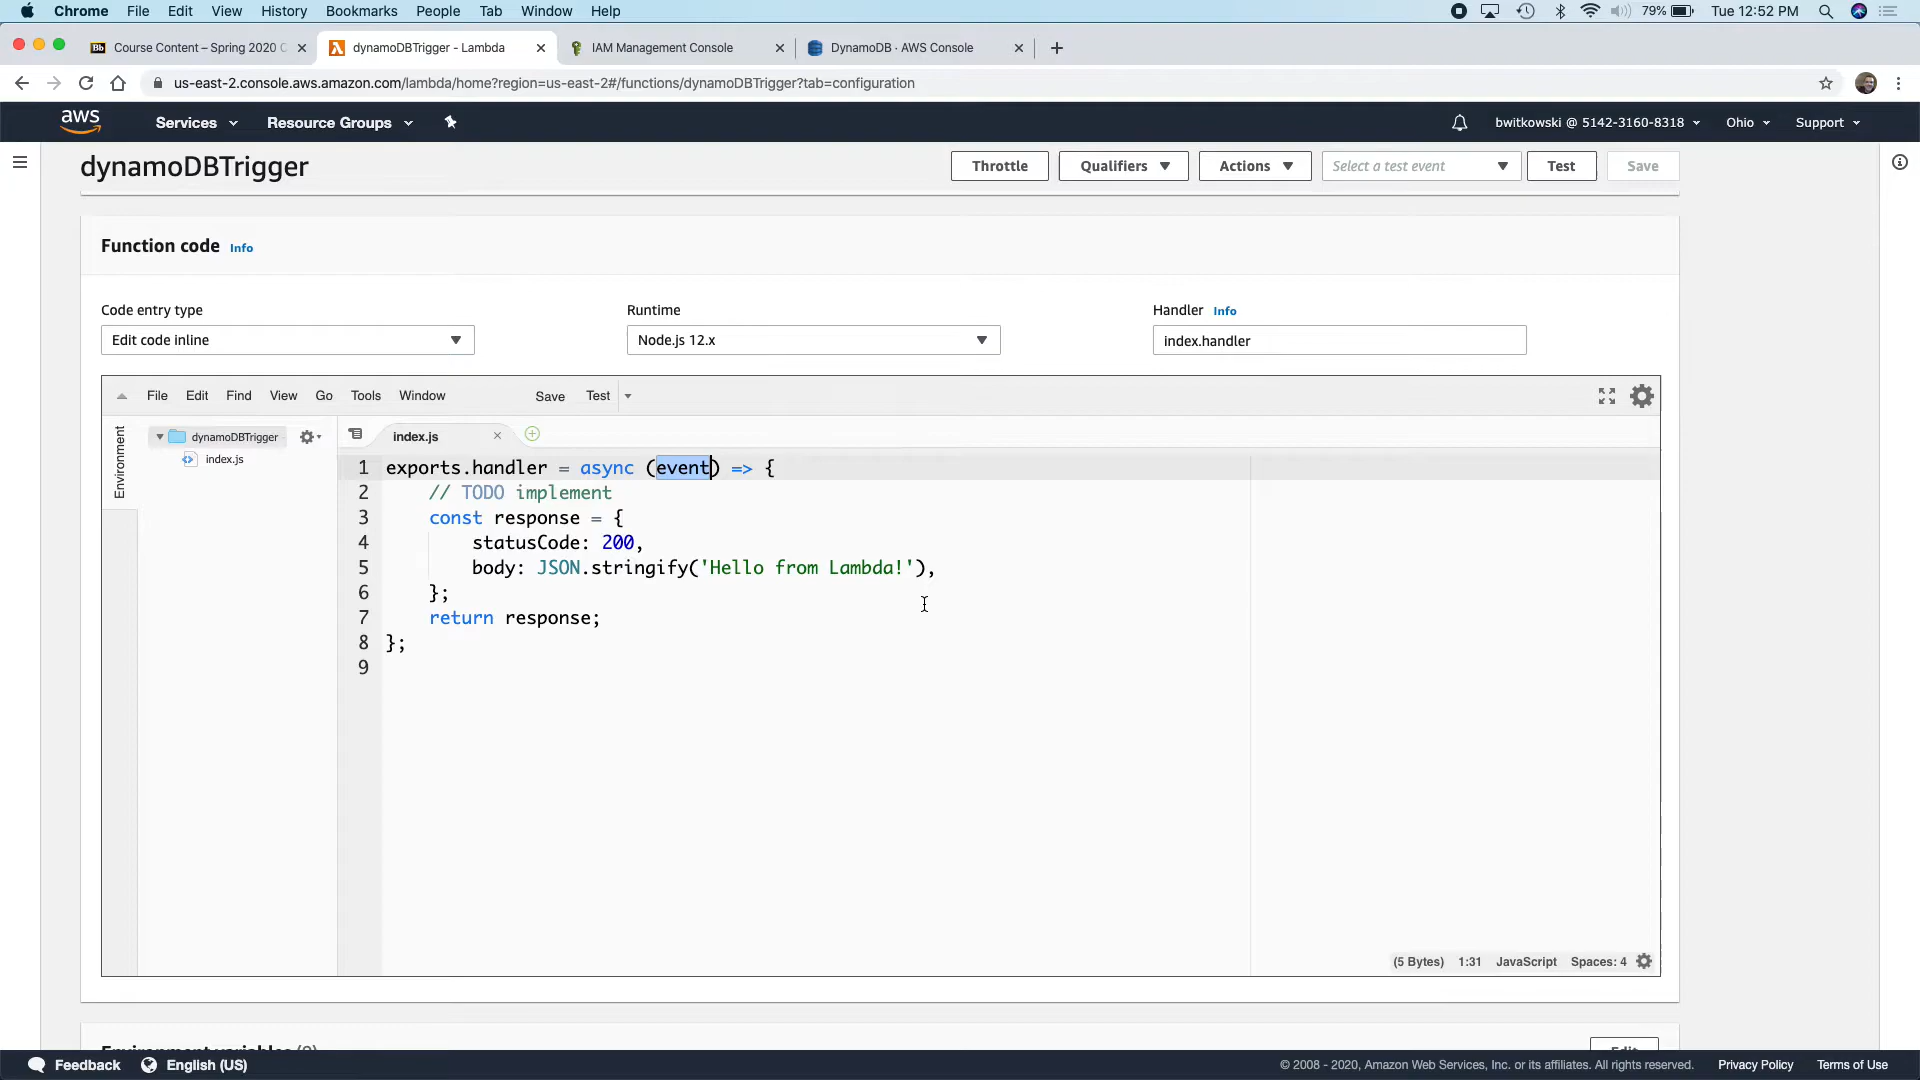 Chrome File Edit View History Bookmarks People Tab Window Help 79% Tue 12:52 PM
Bb Course Content – Spring 2020 C dynamoDBTrigger - Lambda IAM Management Console DynamoDB · AWS Console
us-east-2.console.aws.amazon.com/lambda/home?region=us-east-2#/functions/dynamoDBTrigger?tab=configuration
aws Services Resource Groups bwitkowski @ 5142-3160-8318 Ohio Support
dynamoDBTrigger Throttle Qualifiers Actions Select a test event Test Save
Function code Info
Code entry type Runtime Handler Info
Edit code inline Node.js 12.x index.handler
File Edit Find View Go Tools Window Save Test
Environment
dynamoDBTrigger index.js
index.js
1 exports.handler = async (event) => {
2 // TODO implement
3 const response = {
4 statusCode: 200,
5 body: JSON.stringify('Hello from Lambda!'),
6 };
7 return response;
8 };
9
(5 Bytes) 1:31 JavaScript Spaces: 4
Feedback English (US) © 2008 - 2020, Amazon Web Services, Inc. or its affiliates. All rights reserved. Privacy Policy Terms of Use